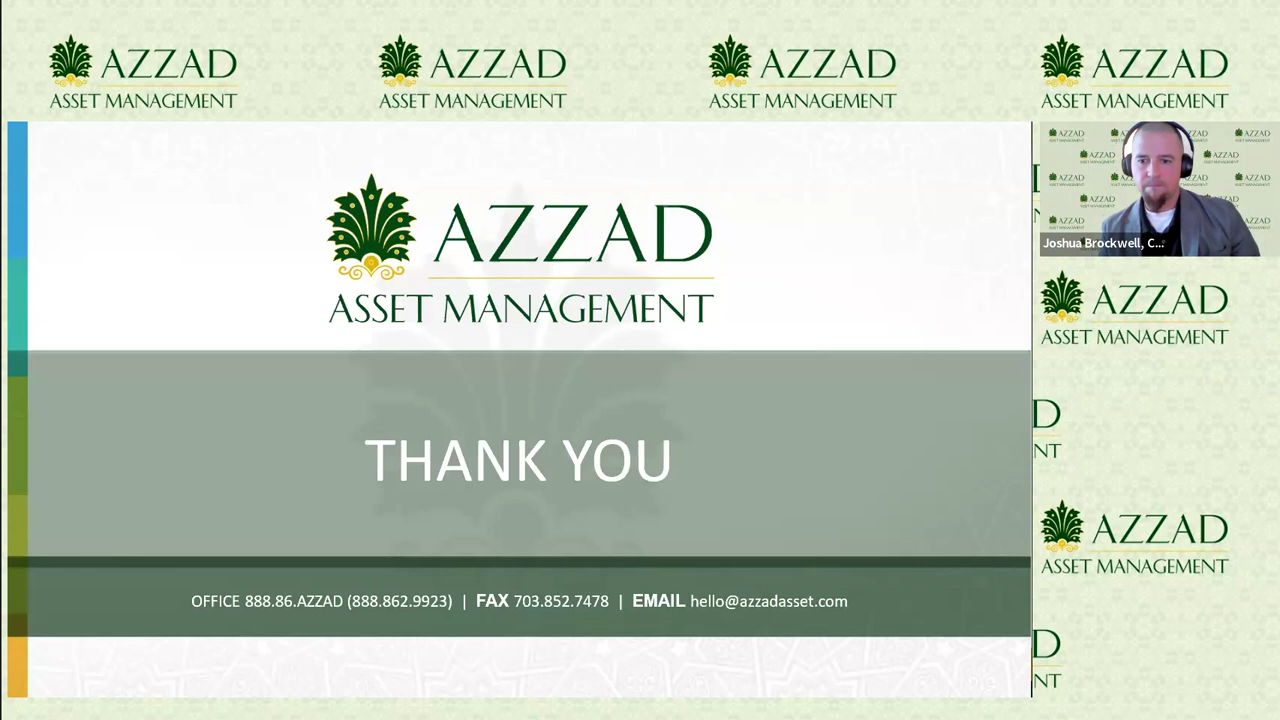 AZZAD
ASSET MANAGEMENT
AZZAD
ASSET MANAGEMENT
AZZAD
ASSET MANAGEMENT
AZZAD
ASSET MANAGEMENT
AZZAD
ASSET MANAGEMENT
THANK YOU
OFFICE 888.86.AZZAD (888.862.9923) | FAX 703.852.7478 | EMAIL hello@azzadasset.com
Joshua Brockwell, C...
AZZAD
ASSET MANAGEMENT
D
NT
AZZAD
ASSET MANAGEMENT
D
NT